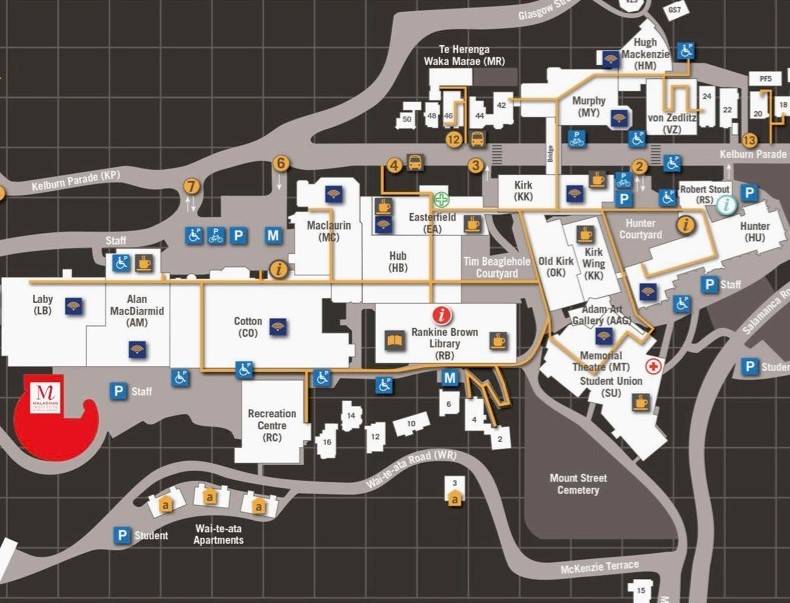 Glasgow Str
GS7
Te Herenga
Waka Marae (MR)
Hugh
Mackenzie
(HM)
Murphy
(MY)
von Zedlitz
(VZ)
PF5
50
48
46
44
42
24
22
20
18
12
13
Bridge
Kelburn Parade
Kelburn Parade (KP)
7
6
4
3
2
Staff
Maclaurin
(MC)
Easterfield
(EA)
Kirk
(KK)
Robert Stout
(RS)
Hunter
(HU)
Hunter
Courtyard
Hub
(HB)
Tim Beaglehole
Courtyard
Old Kirk
(OK)
Kirk
Wing
(KK)
Staff
P
M
i
Laby
(LB)
Alan
MacDiarmid
(AM)
Cotton
(CO)
Rankine Brown
Library
(RB)
Adam Art
Gallery (AAG)
Memorial
Theatre (MT)
Student Union
(SU)
Salamanca Ro
P Studen
M
P Staff
Recreation
Centre
(RC)
M
16
14
12
10
6
4
2
Wai-te-ata Road (WR)
3
a
Mount Street
Cemetery
a
a
a
P Student
Wai-te-ata
Apartments
McKenzie Terrace
15